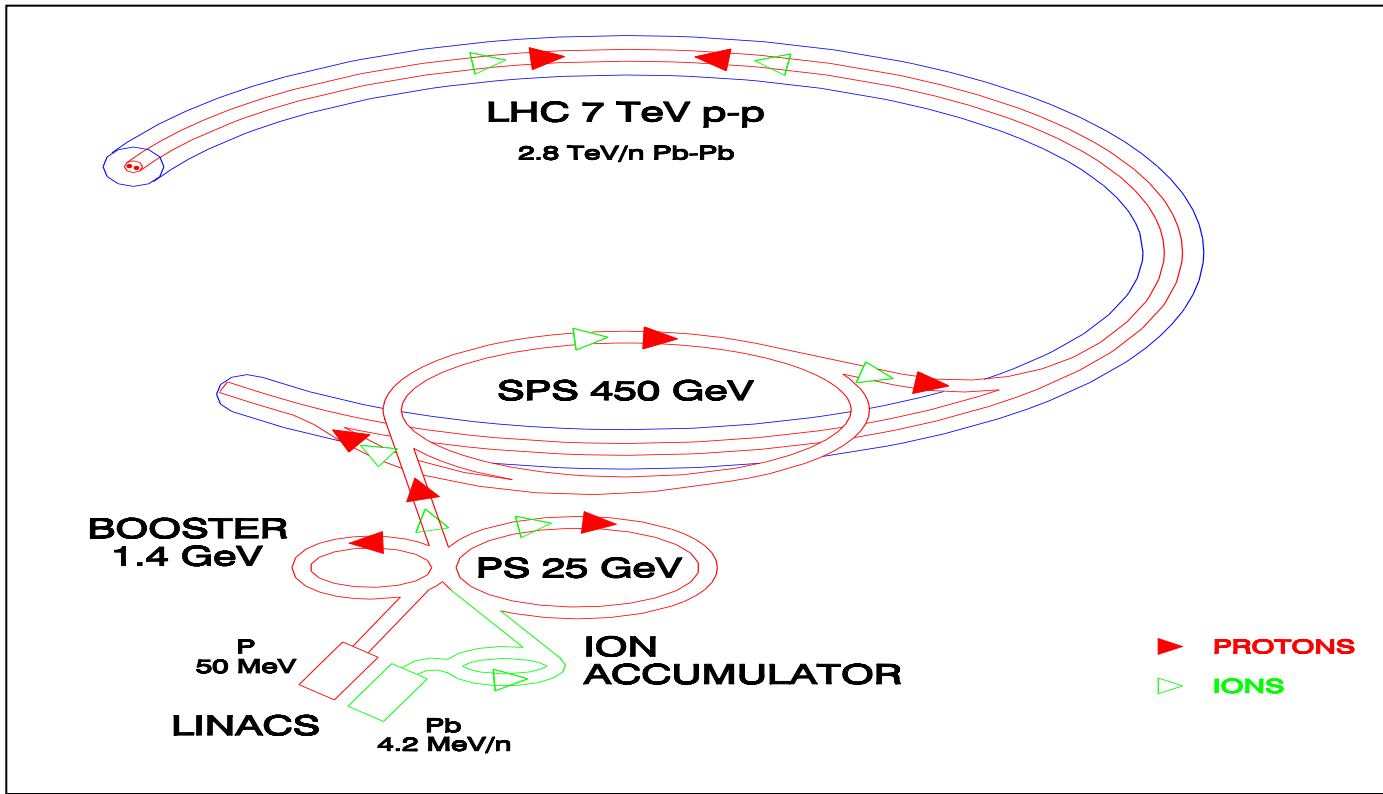 LHC 7 TeV p-p
2.8 TeV/n Pb-Pb
SPS 450 GeV
BOOSTER
1.4 GeV
PS 25 GeV
P
50 MeV
ION
ACCUMULATOR
LINACS
Pb
4.2 MeV/n
PROTONS
IONS